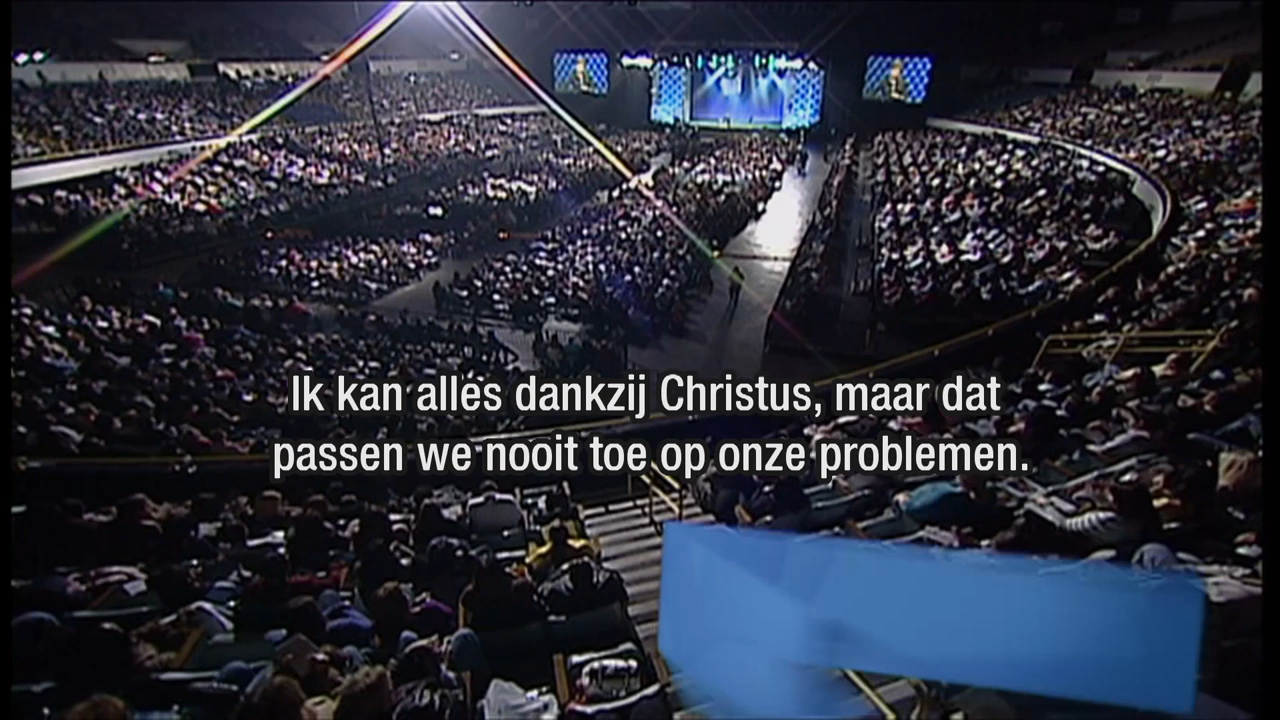 Ik kan alles dankzij Christus, maar dat
passen we nooit toe op onze problemen.